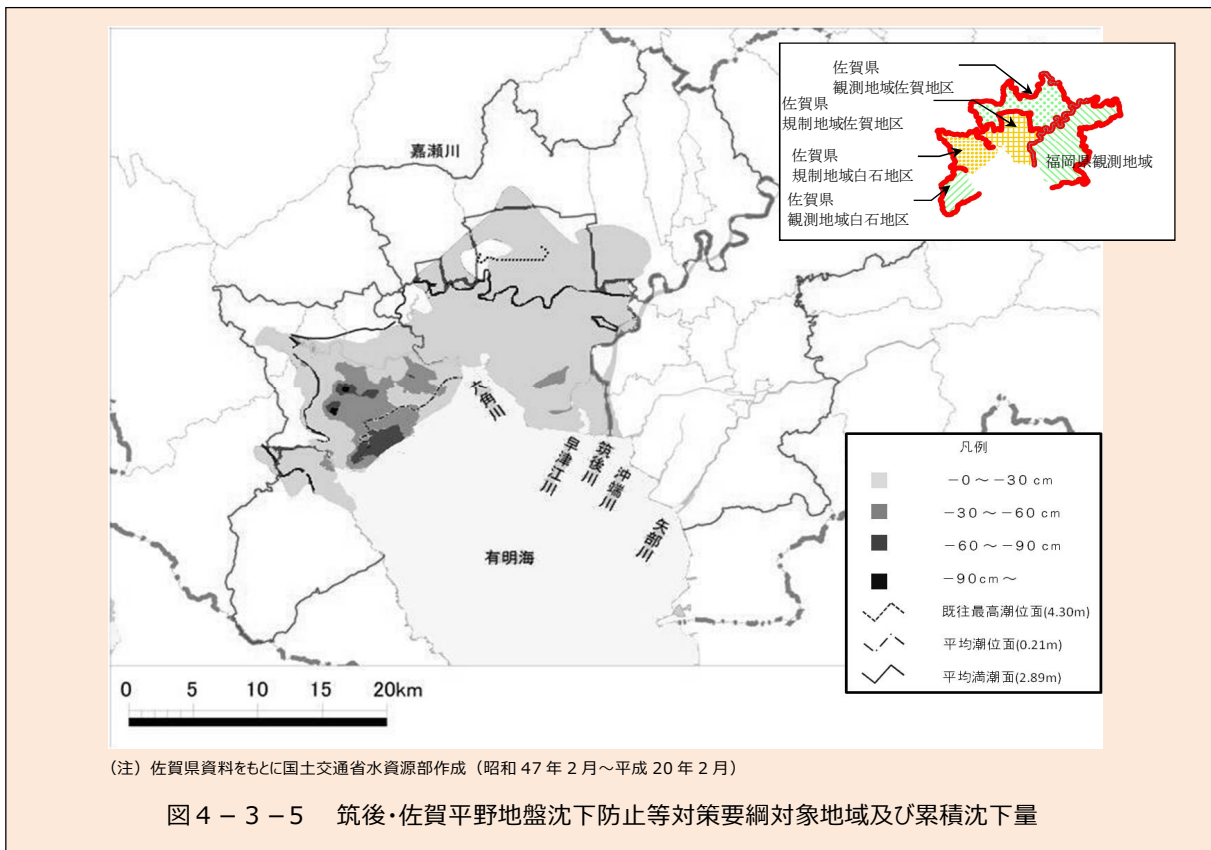 佐賀県
観測地域佐賀地区
佐賀県
規制地域佐賀地区
佐賀県
規制地域白石地区
佐賀県
観測地域白石地区
福岡県観測地域
嘉瀬川
六角川
早津江川
筑後川
沖端川
矢部川
有明海
凡例
－0～－30 cm
－30～－60 cm
－60～－90 cm
－90cm～
既往最高潮位面(4.30m)
平均潮位面(0.21m)
平均満潮面(2.89m)
0 5 10 15 20km
（注）佐賀県資料をもとに国土交通省水資源部作成（昭和 47 年 2 月～平成 20 年 2 月）
図４－３－５　筑後・佐賀平野地盤沈下防止等対策要綱対象地域及び累積沈下量